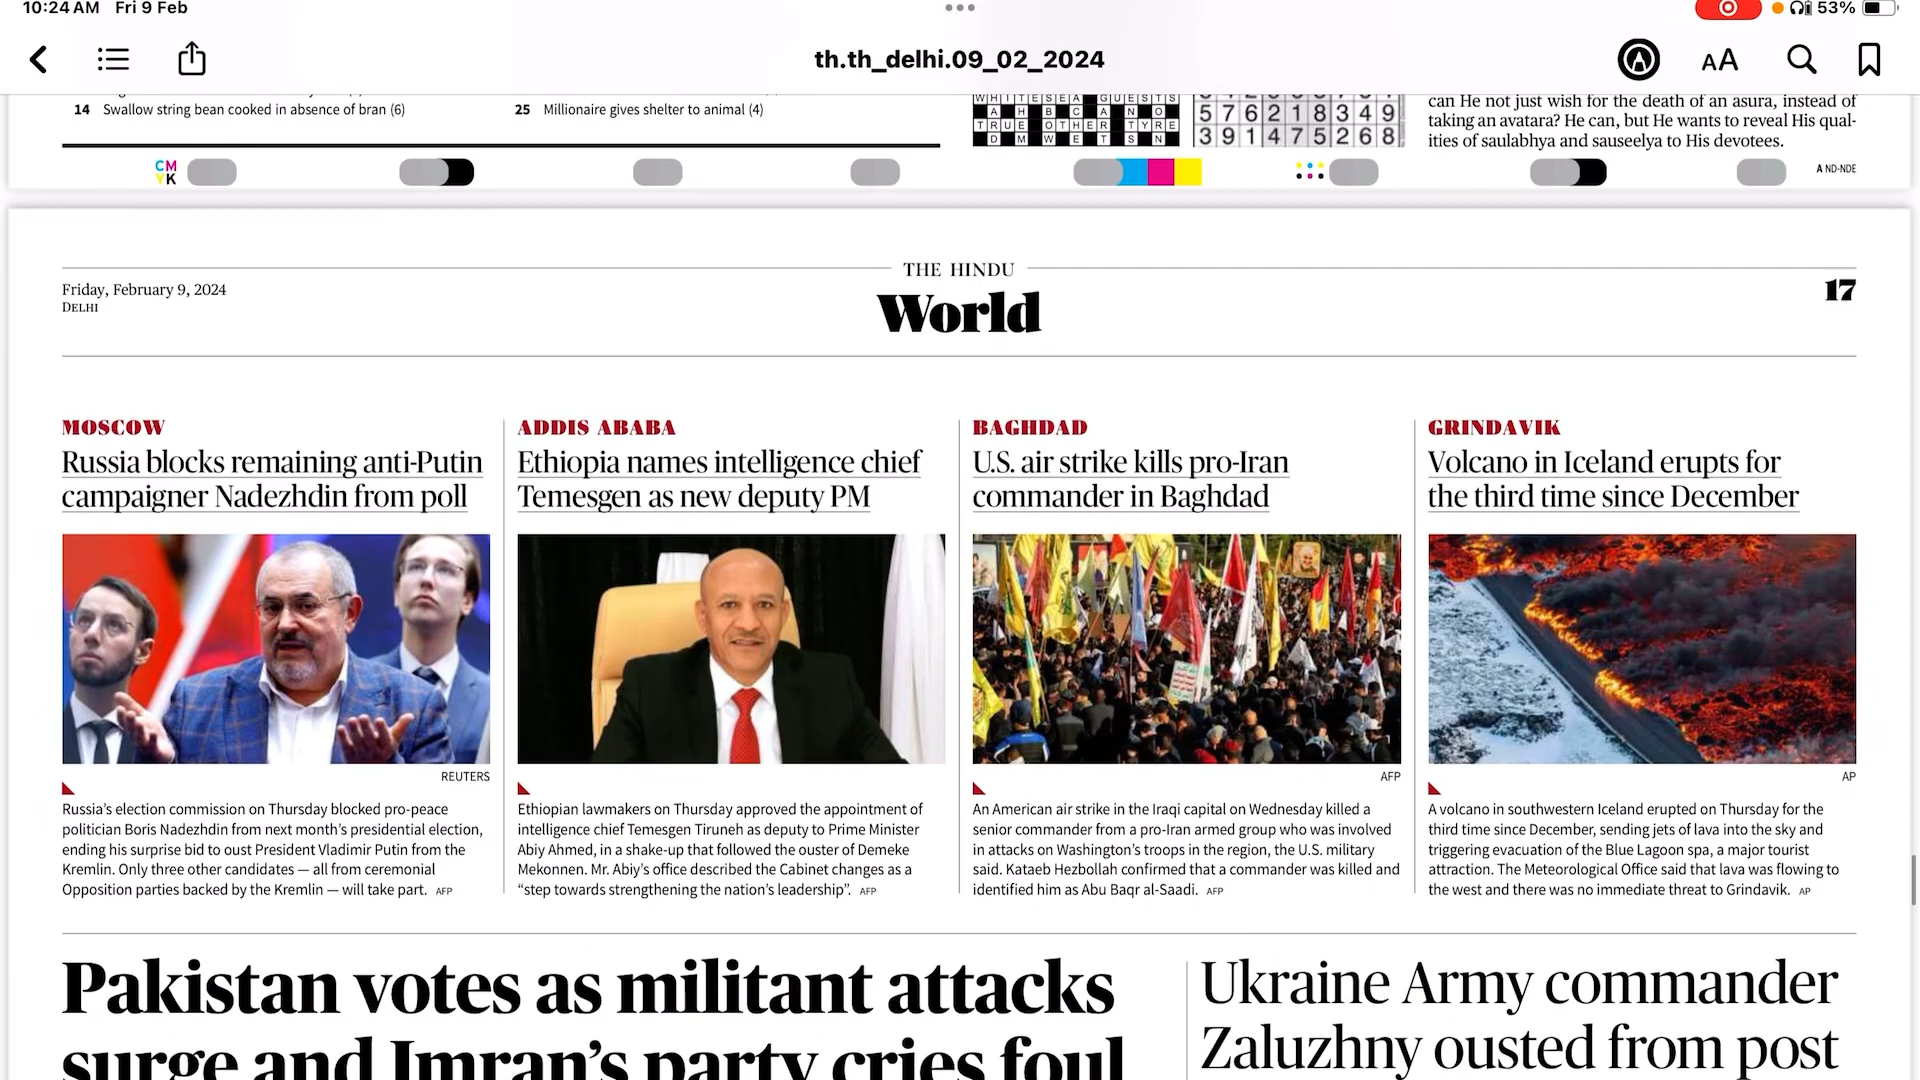 10:24 AM Fri 9 Feb
53%
th.th_delhi.09_02_2024
AA
14 Swallow string bean cooked in absence of bran (6)
25 Millionaire gives shelter to animal (4)
WHITESEA GUESTS
A H B C A N O
TRUE OTHER TYRE
D M W E T S N
5 7 6 2 1 8 3 4 9
3 9 1 4 7 5 2 6 8
can He not just wish for the death of an asura, instead of
taking an avatara? He can, but He wants to reveal His qual-
ities of saulabhya and sauseelya to His devotees.
CM
YK
A ND-NDE
THE HINDU
Friday, February 9, 2024
DELHI
World
17
MOSCOW
Russia blocks remaining anti-Putin
campaigner Nadezhdin from poll
REUTERS
Russia's election commission on Thursday blocked pro-peace
politician Boris Nadezhdin from next month's presidential election,
ending his surprise bid to oust President Vladimir Putin from the
Kremlin. Only three other candidates — all from ceremonial
Opposition parties backed by the Kremlin — will take part. AFP
ADDIS ABABA
Ethiopia names intelligence chief
Temesgen as new deputy PM
Ethiopian lawmakers on Thursday approved the appointment of
intelligence chief Temesgen Tiruneh as deputy to Prime Minister
Abiy Ahmed, in a shake-up that followed the ouster of Demeke
Mekonnen. Mr. Abiy's office described the Cabinet changes as a
“step towards strengthening the nation's leadership”. AFP
BAGHDAD
U.S. air strike kills pro-Iran
commander in Baghdad
AFP
An American air strike in the Iraqi capital on Wednesday killed a
senior commander from a pro-Iran armed group who was involved
in attacks on Washington's troops in the region, the U.S. military
said. Kataeb Hezbollah confirmed that a commander was killed and
identified him as Abu Baqr al-Saadi. AFP
GRINDAVIK
Volcano in Iceland erupts for
the third time since December
AP
A volcano in southwestern Iceland erupted on Thursday for the
third time since December, sending jets of lava into the sky and
triggering evacuation of the Blue Lagoon spa, a major tourist
attraction. The Meteorological Office said that lava was flowing to
the west and there was no immediate threat to Grindavik. AP
Pakistan votes as militant attacks
surge and Imran's party cries foul
Ukraine Army commander
Zaluzhny ousted from post